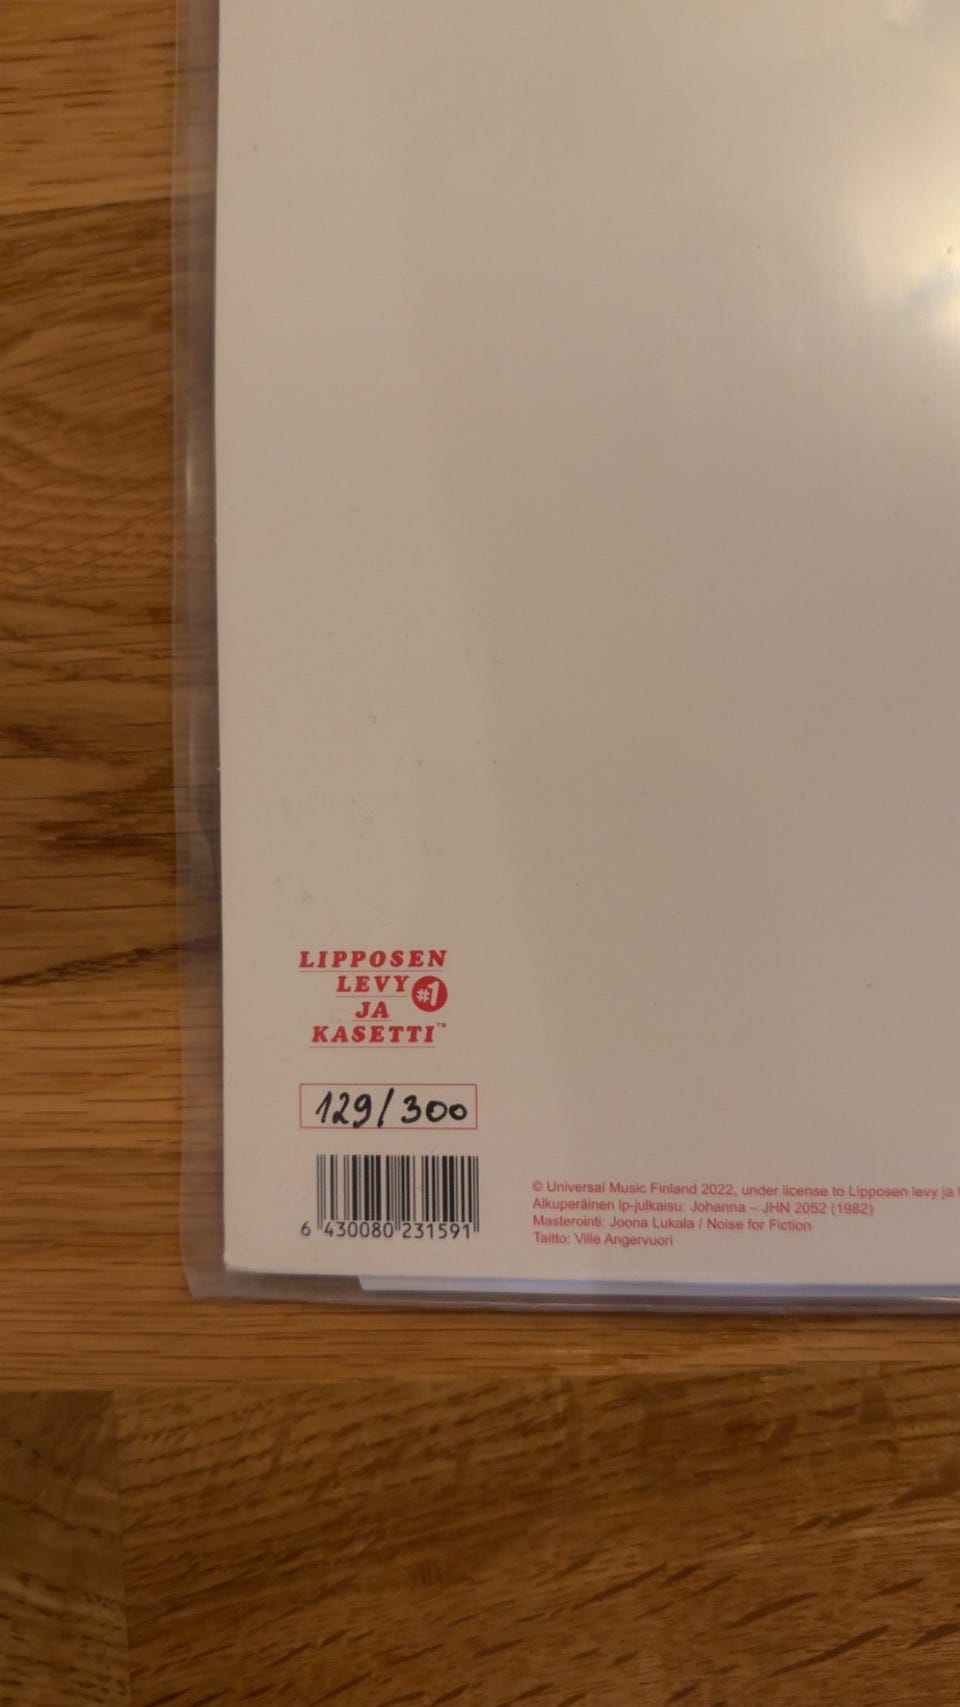 LIPPOSEN
LEVY #1
JA
KASETTI™
129/300
6 430080 231591
© Universal Music Finland 2022, under license to Lipposen levy ja
Alkuperäinen lp-julkaisu: Johanna – JHN 2052 (1982)
Masterointi: Joona Lukala / Noise for Fiction
Taitto: Ville Angervuori